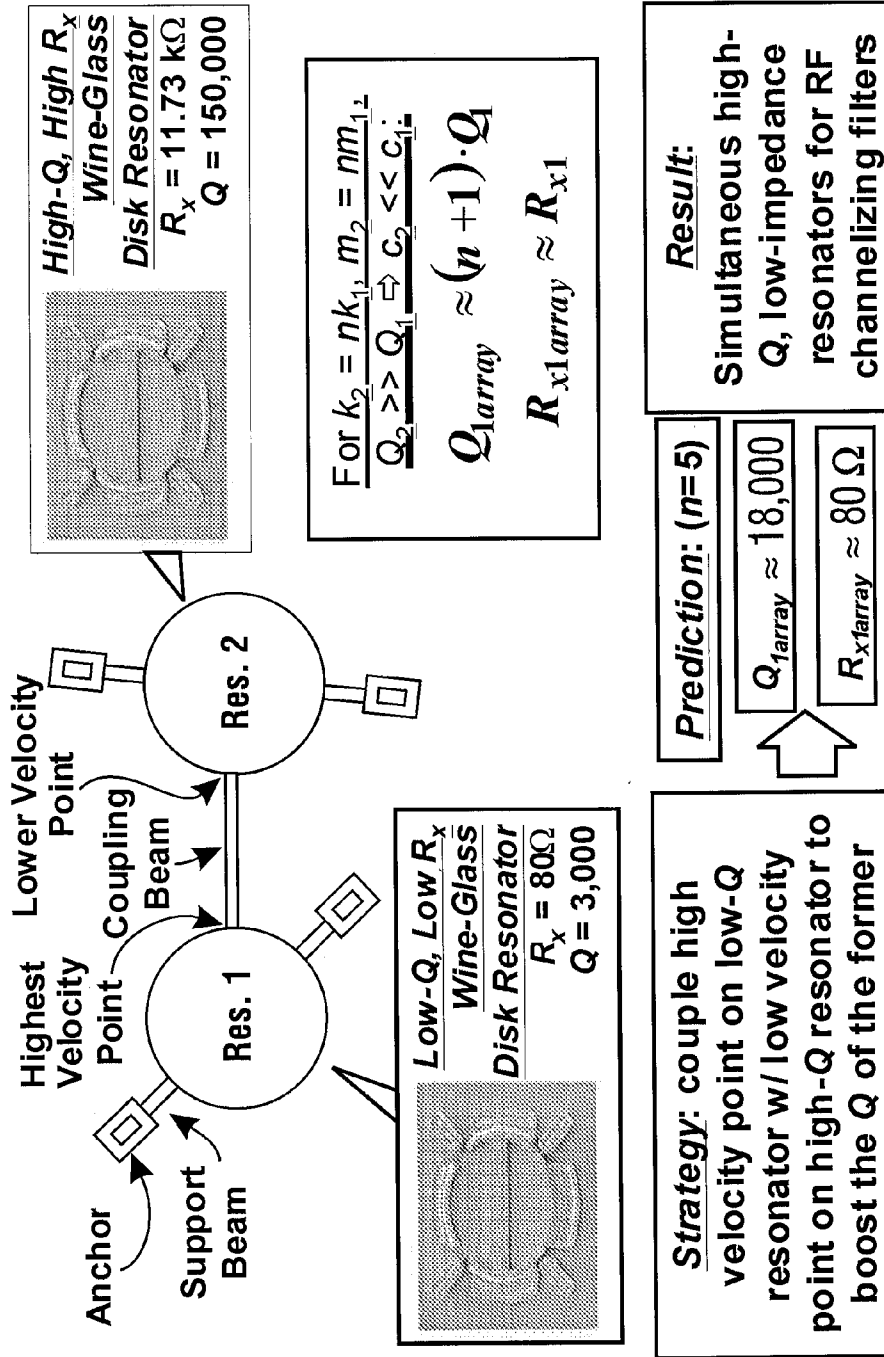 Anchor
Support
Beam
Highest
Velocity
Point
Coupling
Beam
Lower Velocity
Point
Res. 1
Res. 2
High-Q, High Rₓ
Wine-Glass
Disk Resonator
Rₓ = 11.73 kΩ
Q = 150,000
Low-Q, Low Rₓ
Wine-Glass
Disk Resonator
Rₓ = 80Ω
Q = 3,000
For k₂ = nk₁, m₂ = nm₁,
Q₂ >> Q₁ ⇨ c₂ << c₁:
Q₁array ≈ (n +1)·Q₁
Rₓ₁array ≈ Rₓ₁
Strategy: couple high
velocity point on low-Q
resonator w/ low velocity
point on high-Q resonator to
boost the Q of the former
Prediction: (n=5)
Q₁array ≈ 18,000
Rₓ₁array ≈ 80 Ω
Result:
Simultaneous high-
Q, low-impedance
resonators for RF
channelizing filters